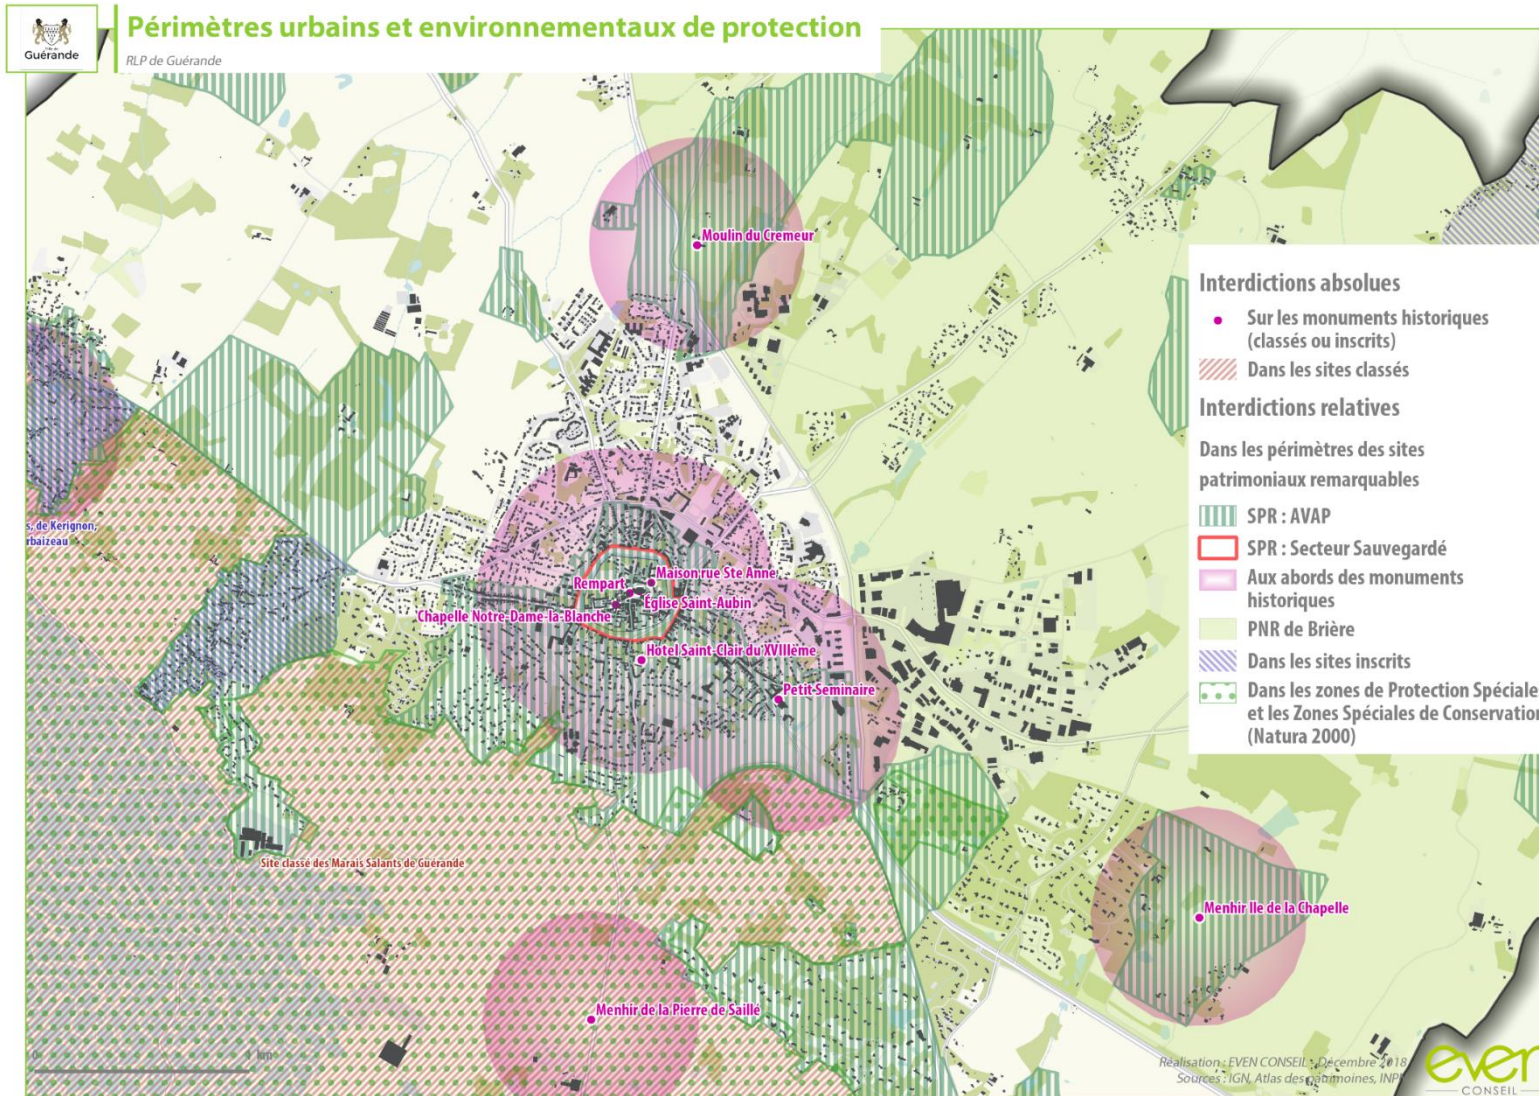 Périmètres urbains et environnementaux de protection
Ville de
Guérande
RLP de Guérande
Moulin du Cremeur
Interdictions absolues
Sur les monuments historiques
(classés ou inscrits)
Dans les sites classés
Interdictions relatives
Dans les périmètres des sites
patrimoniaux remarquables
SPR : AVAP
SPR : Secteur Sauvegardé
Aux abords des monuments
historiques
PNR de Brière
Dans les sites inscrits
Dans les zones de Protection Spéciale
et les Zones Spéciales de Conservation
(Natura 2000)
s, de Kerignon,
rbaizeau
Maison rue Ste Anne
Rempart
Église Saint-Aubin
Chapelle Notre-Dame-la-Blanche
Hotel Saint-Clair du XVIIIème
Petit Seminaire
Site classé des Marais Salants de Guérande
Menhir Ile de la Chapelle
Menhir de la Pierre de Saillé
0 1 km
Réalisation : EVEN CONSEIL - Décembre 2018
Sources : IGN, Atlas des patrimoines, INP
even
CONSEIL